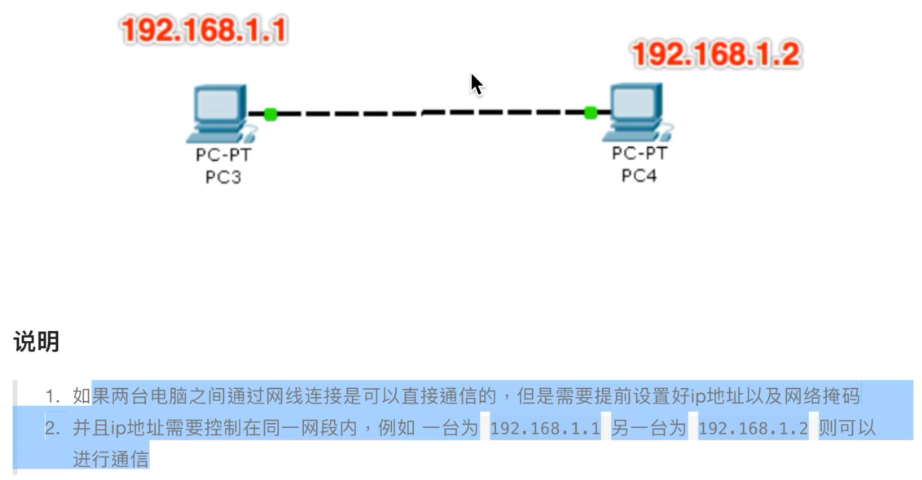 192.168.1.1
192.168.1.2
PC-PT
PC3
PC-PT
PC4
说明
1. 如果两台电脑之间通过网线连接是可以直接通信的，但是需要提前设置好ip地址以及网络掩码
2. 并且ip地址需要控制在同一网段内，例如 一台为 192.168.1.1 另一台为 192.168.1.2 则可以
进行通信